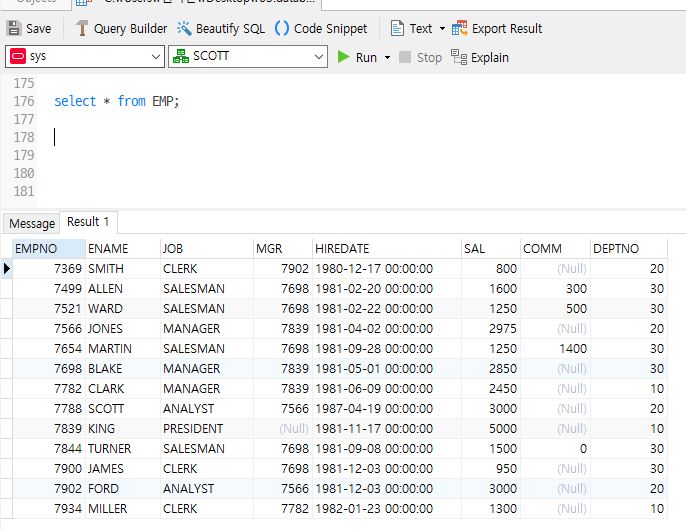 Objects
Save Query Builder Beautify SQL () Code Snippet Text Export Result
sys SCOTT Run Stop Explain
175
176 select * from EMP;
177
178
179
180
181
Message Result 1
EMPNO ENAME JOB MGR HIREDATE SAL COMM DEPTNO
7369 SMITH CLERK 7902 1980-12-17 00:00:00 800 (Null) 20
7499 ALLEN SALESMAN 7698 1981-02-20 00:00:00 1600 300 30
7521 WARD SALESMAN 7698 1981-02-22 00:00:00 1250 500 30
7566 JONES MANAGER 7839 1981-04-02 00:00:00 2975 (Null) 20
7654 MARTIN SALESMAN 7698 1981-09-28 00:00:00 1250 1400 30
7698 BLAKE MANAGER 7839 1981-05-01 00:00:00 2850 (Null) 30
7782 CLARK MANAGER 7839 1981-06-09 00:00:00 2450 (Null) 10
7788 SCOTT ANALYST 7566 1987-04-19 00:00:00 3000 (Null) 20
7839 KING PRESIDENT (Null) 1981-11-17 00:00:00 5000 (Null) 10
7844 TURNER SALESMAN 7698 1981-09-08 00:00:00 1500 0 30
7900 JAMES CLERK 7698 1981-12-03 00:00:00 950 (Null) 30
7902 FORD ANALYST 7566 1981-12-03 00:00:00 3000 (Null) 20
7934 MILLER CLERK 7782 1982-01-23 00:00:00 1300 (Null) 10